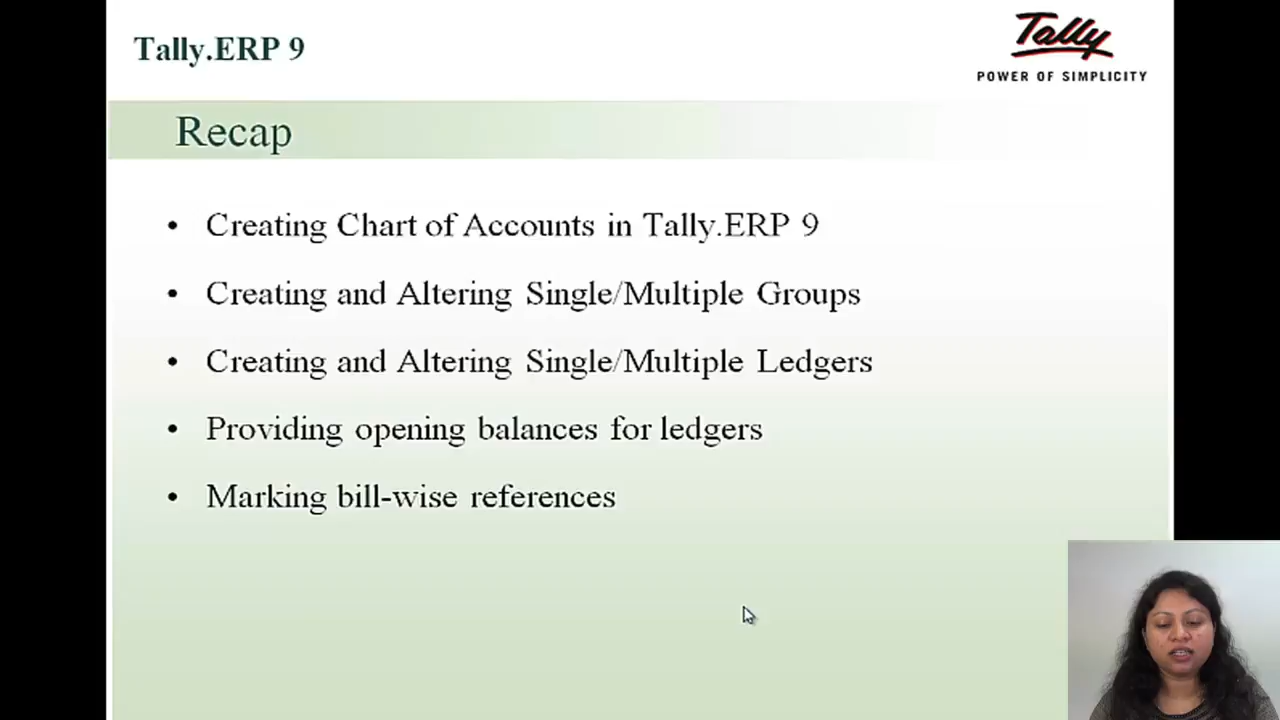 Tally.ERP 9
Tally
POWER OF SIMPLICITY
Recap
• Creating Chart of Accounts in Tally.ERP 9
• Creating and Altering Single/Multiple Groups
• Creating and Altering Single/Multiple Ledgers
• Providing opening balances for ledgers
• Marking bill-wise references